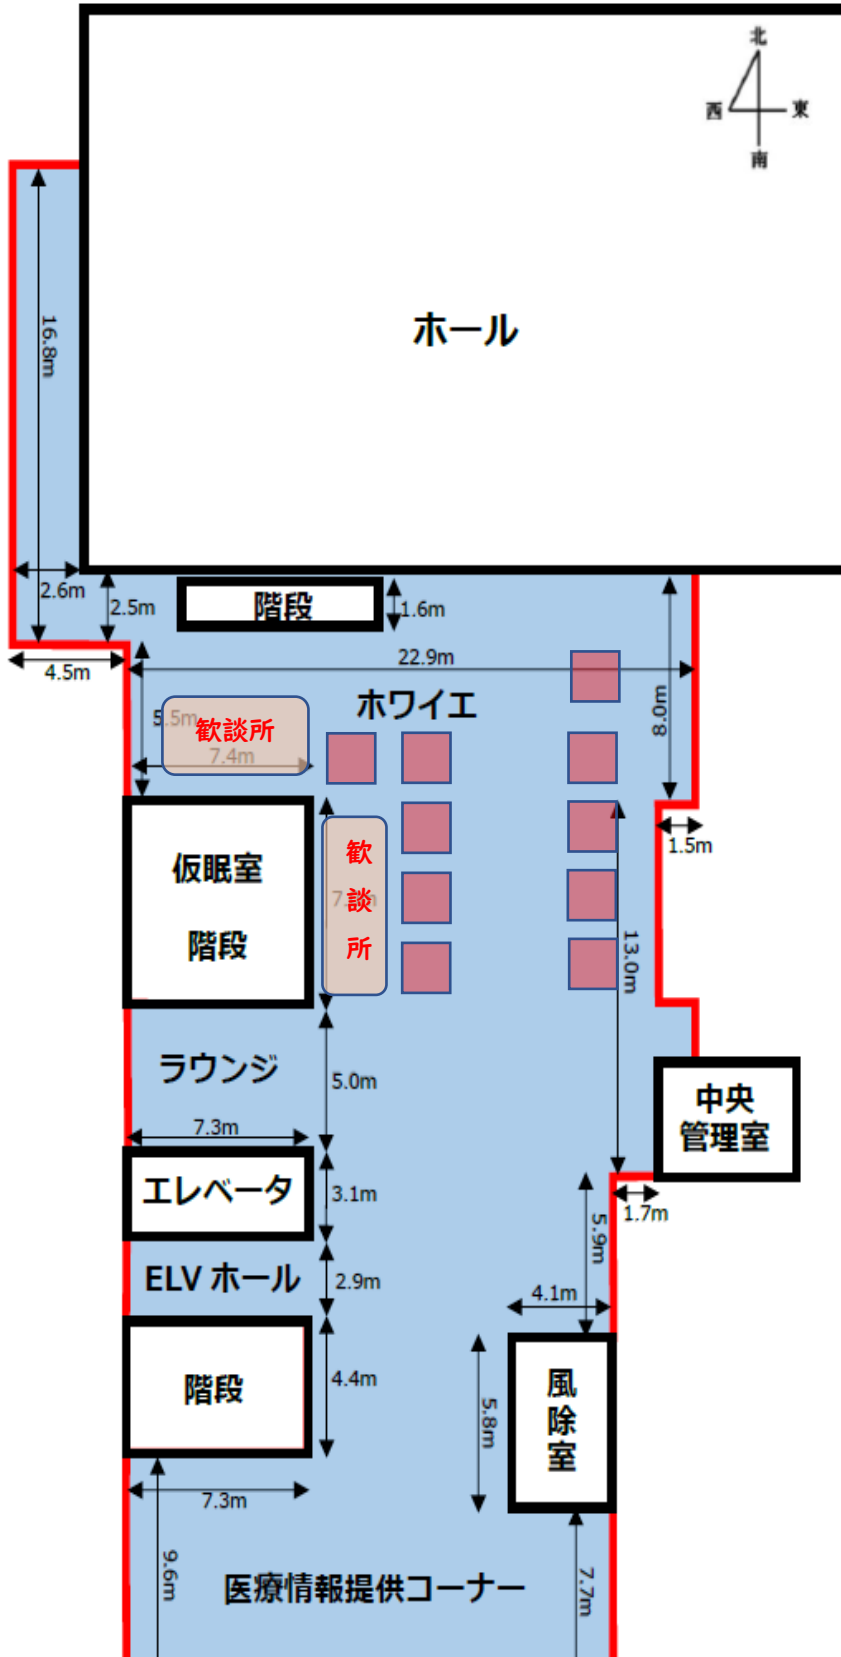 北
西
東
南
ホール
16.8m
2.6m
2.5m
階段
1.6m
4.5m
22.9m
ホワイエ
8.0m
5.5m
歓談所
7.4m
1.5m
仮眠室
階段
歓
談
所
13.0m
ラウンジ
5.0m
中央
管理室
7.3m
エレベータ
3.1m
1.7m
5.9m
ELV ホール
2.9m
4.1m
階段
4.4m
風
除
室
5.8m
7.3m
9.6m
医療情報提供コーナー
7.7m